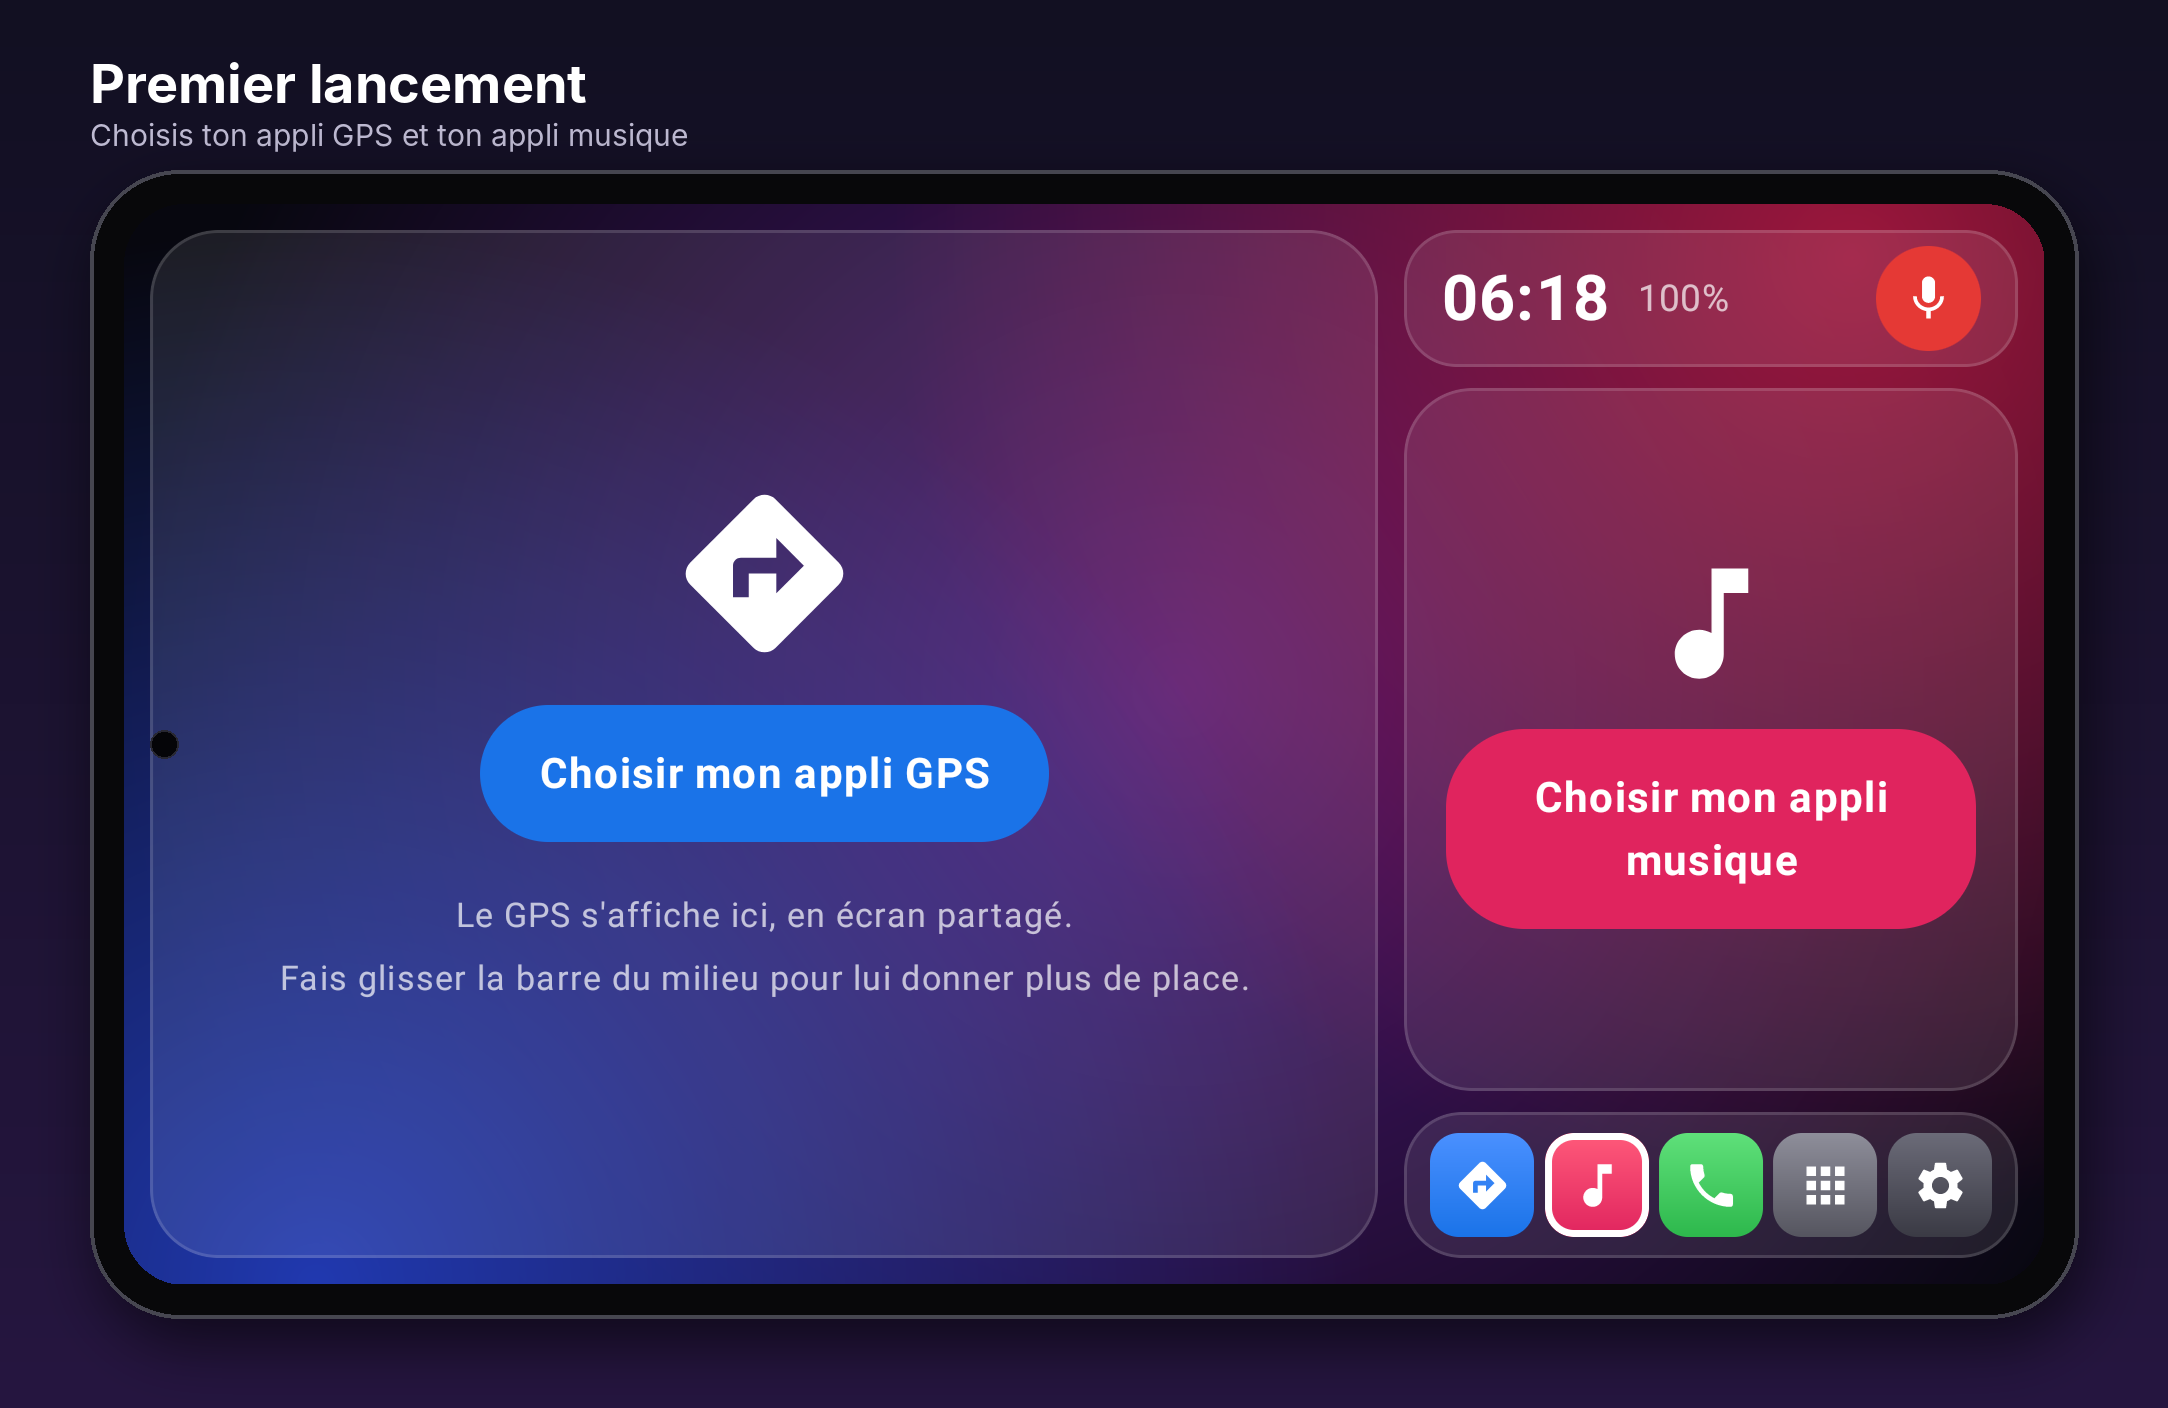 Premier lancement
Choisis ton appli GPS et ton appli musique
06:18 100%
Choisir mon appli GPS
Le GPS s'affiche ici, en écran partagé.
Fais glisser la barre du milieu pour lui donner plus de place.
Choisir mon appli
musique